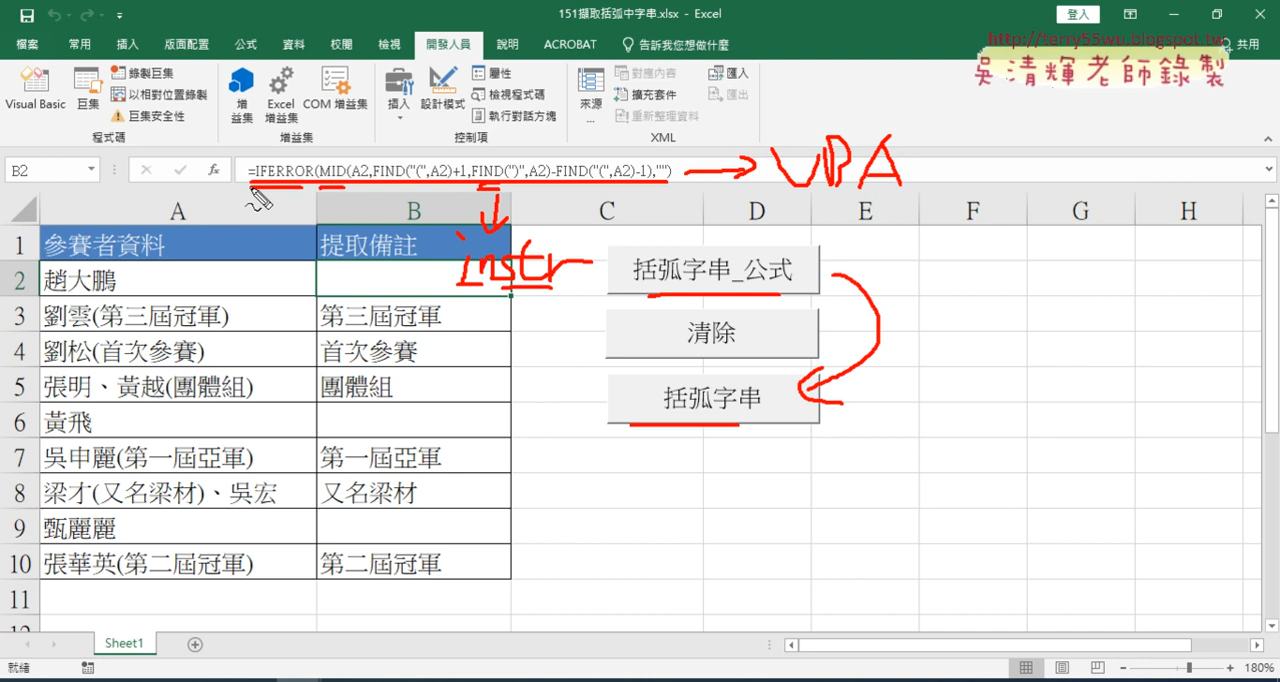 151擷取括弧中字串.xlsx - Excel
登入
檔案 常用 插入 版面配置 公式 資料 校閱 檢視 開發人員 說明 ACROBAT 告訴我您想做什麼 共用
http://terry55wu.blogspot.tw
吳清輝老師錄製
Visual Basic 巨集 錄製巨集 以相對位置錄製 巨集安全性
增益集 Excel 增益集 COM 增益集
插入 設計模式 屬性 檢視程式碼 執行對話方塊
來源 ... 對應內容 擴充套件 重新整理資料 匯入 匯出
程式碼 增益集 控制項 XML
B2 fx =IFERROR(MID(A2,FIND("(",A2)+1,FIND(")",A2)-FIND("(",A2)-1),"")
VBA
A B C D E F G H
1 參賽者資料 提取備註
instr
2 趙大鵬
括弧字串_公式
3 劉雲(第三屆冠軍) 第三屆冠軍
清除
4 劉松(首次參賽) 首次參賽
5 張明、黃越(團體組) 團體組
括弧字串
6 黃飛
7 吳申麗(第一屆亞軍) 第一屆亞軍
8 梁才(又名梁材)、吳宏 又名梁材
9 甄麗麗
10 張華英(第二屆冠軍) 第二屆冠軍
11
12
Sheet1
就緒 180%